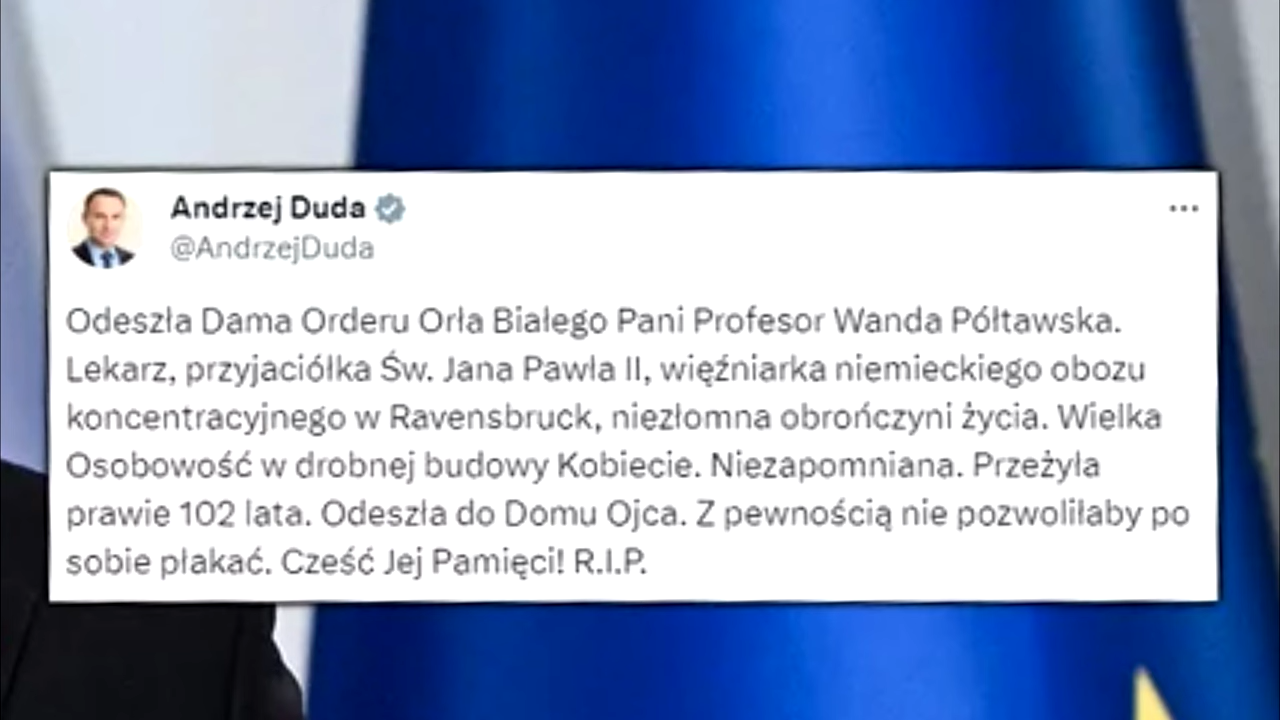 Andrzej Duda
@AndrzejDuda
Odeszła Dama Orderu Orła Białego Pani Profesor Wanda Półtawska.
Lekarz, przyjaciółka Św. Jana Pawła II, więźniarka niemieckiego obozu
koncentracyjnego w Ravensbruck, niezłomna obrończyni życia. Wielka
Osobowość w drobnej budowy Kobiecie. Niezapomniana. Przeżyła
prawie 102 lata. Odeszła do Domu Ojca. Z pewnością nie pozwoliłaby po
sobie płakać. Cześć Jej Pamięci! R.I.P.